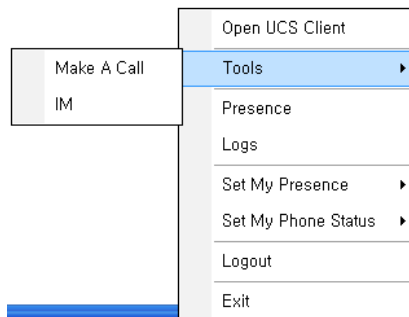 Open UCS Client
Tools
Make A Call
IM
Presence
Logs
Set My Presence
Set My Phone Status
Logout
Exit